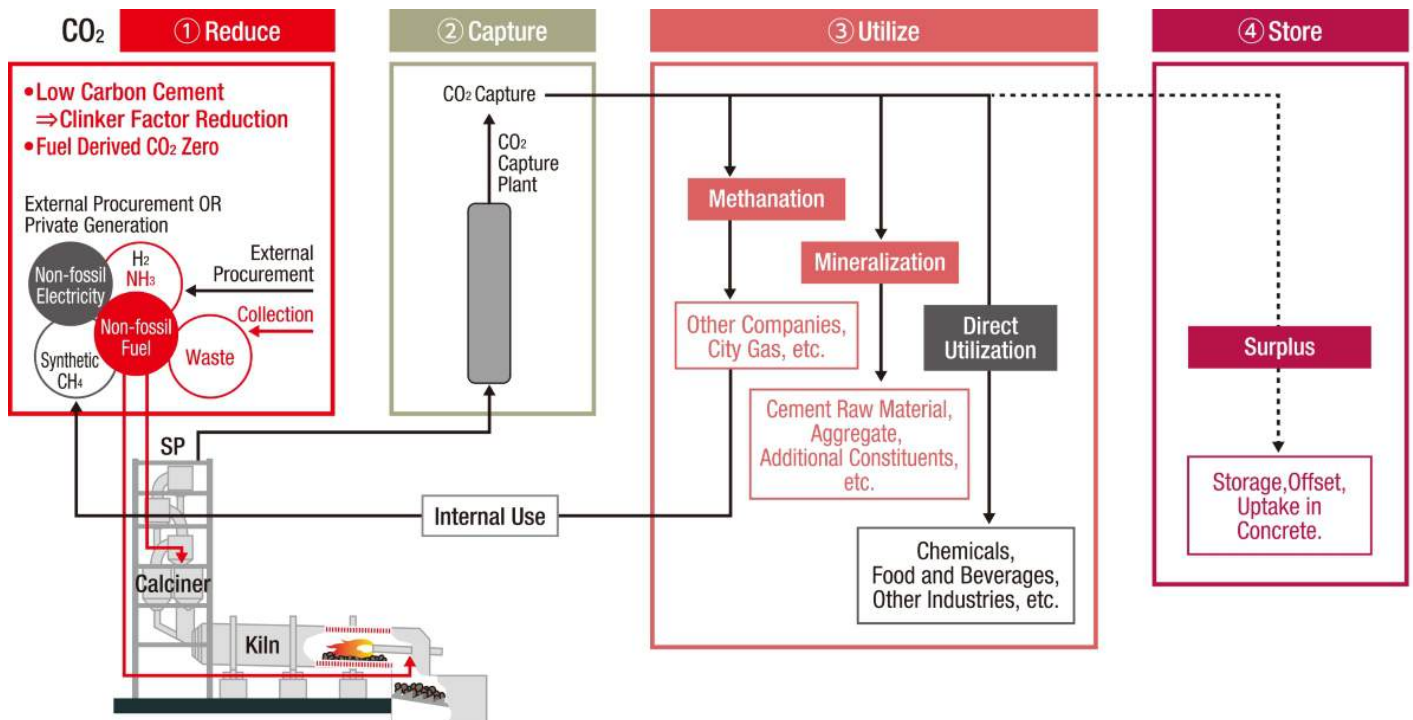 CO₂
① Reduce
② Capture
③ Utilize
④ Store
•Low Carbon Cement
⇒Clinker Factor Reduction
•Fuel Derived CO₂ Zero
External Procurement OR
Private Generation
Non-fossil
Electricity
H₂
NH₃
Non-fossil
Fuel
Synthetic
CH₄
Waste
External
Procurement
Collection
SP
Calciner
Kiln
CO₂ Capture
CO₂
Capture
Plant
Internal Use
Methanation
Other Companies,
City Gas, etc.
Mineralization
Cement Raw Material,
Aggregate,
Additional Constituents,
etc.
Direct
Utilization
Chemicals,
Food and Beverages,
Other Industries, etc.
Surplus
Storage,Offset,
Uptake in
Concrete.